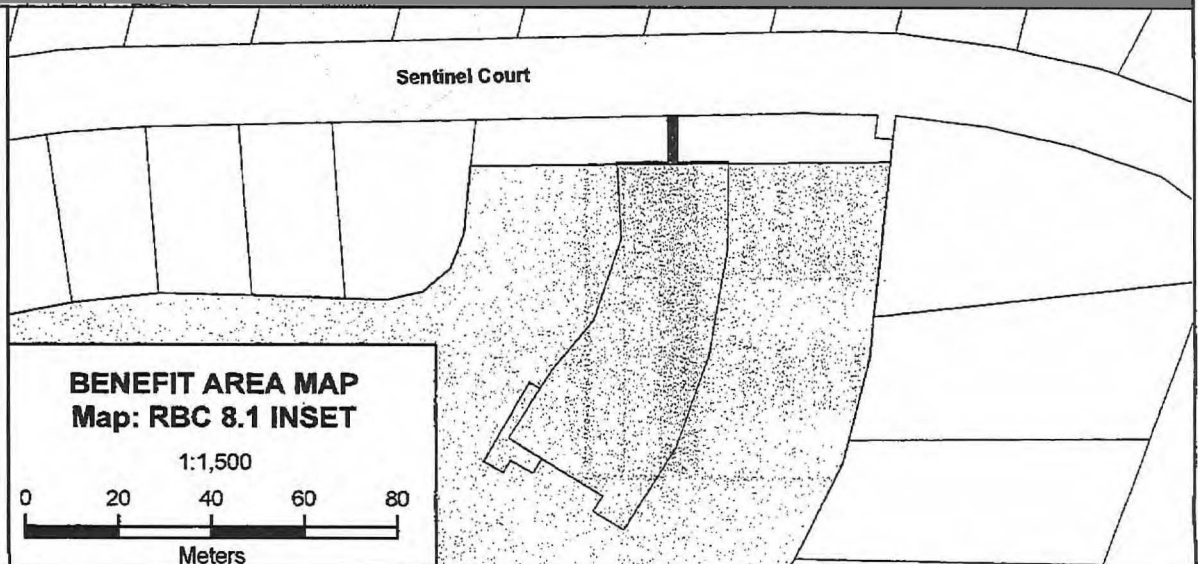 Sentinel Court
BENEFIT AREA MAP
Map: RBC 8.1 INSET
1:1,500
0 20 40 60 80
Meters